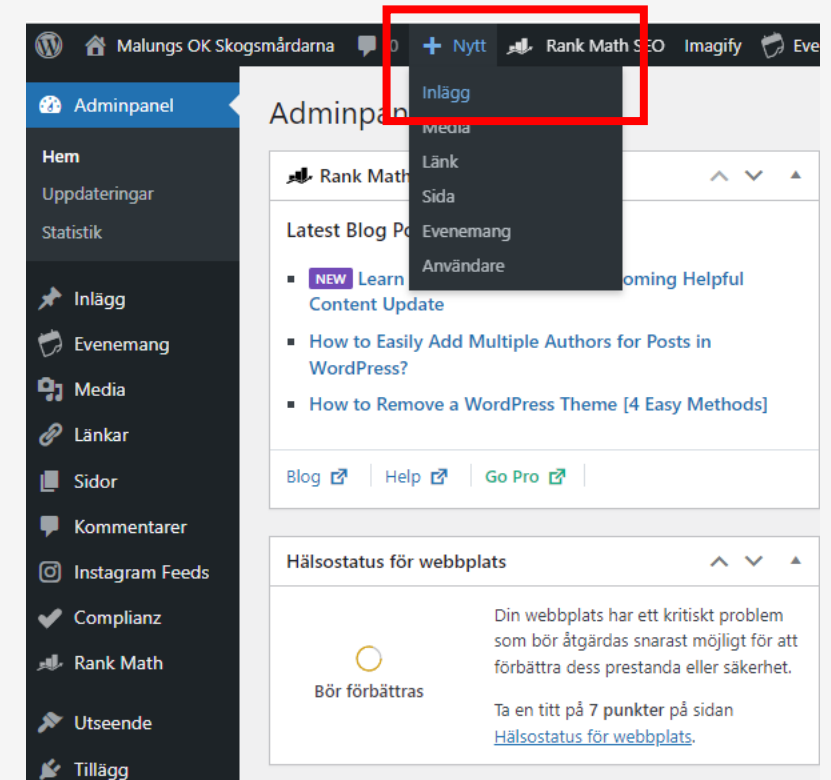 Malungs OK Skogsmårdarna 0 + Nytt Rank Math SEO Imagify Eve
Inlägg
Media
Länk
Sida
Evenemang
Användare
Adminpanel
Hem
Uppdateringar
Statistik
Inlägg
Evenemang
Media
Länkar
Sidor
Kommentarer
Instagram Feeds
Complianz
Rank Math
Utseende
Tillägg
Adminpan
Rank Math
Latest Blog Po
NEW Learn oming Helpful
Content Update
How to Easily Add Multiple Authors for Posts in
WordPress?
How to Remove a WordPress Theme [4 Easy Methods]
Blog Help Go Pro
Hälsostatus för webbplats
Bör förbättras
Din webbplats har ett kritiskt problem
som bör åtgärdas snarast möjligt för att
förbättra dess prestanda eller säkerhet.
Ta en titt på 7 punkter på sidan
Hälsostatus för webbplats.